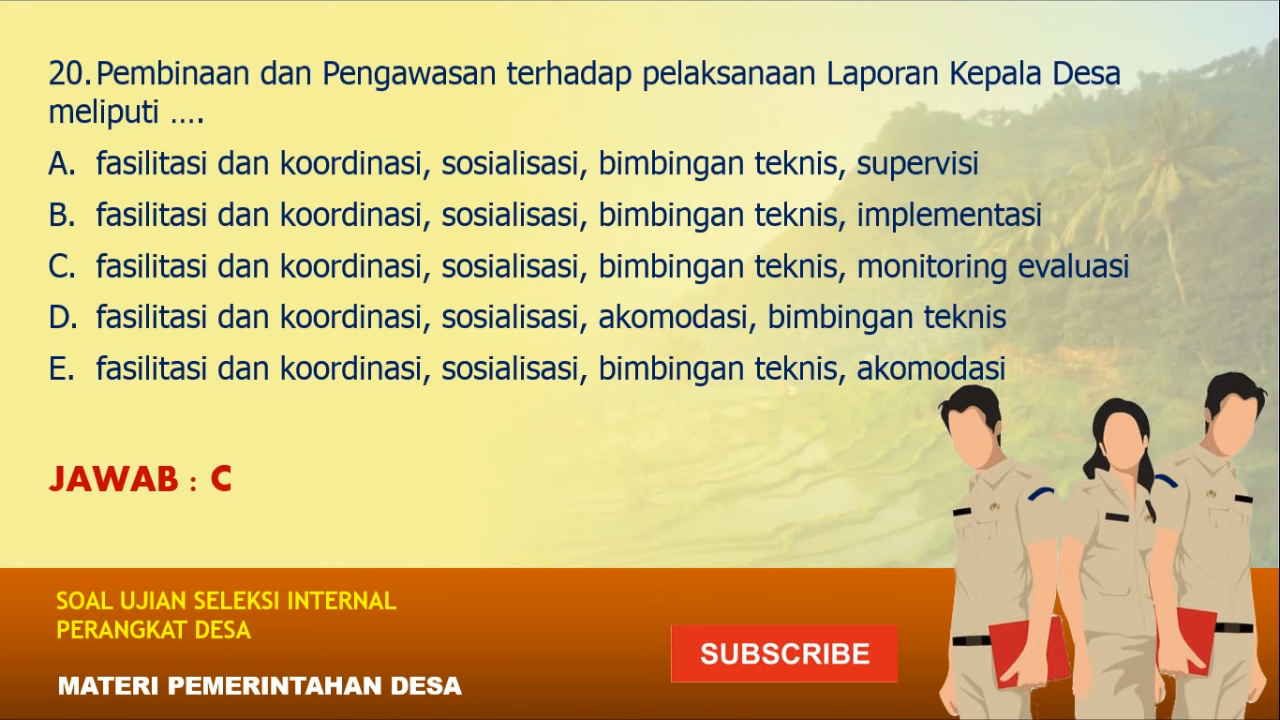 20. Pembinaan dan Pengawasan terhadap pelaksanaan Laporan Kepala Desa
meliputi ....
A. fasilitasi dan koordinasi, sosialisasi, bimbingan teknis, supervisi
B. fasilitasi dan koordinasi, sosialisasi, bimbingan teknis, implementasi
C. fasilitasi dan koordinasi, sosialisasi, bimbingan teknis, monitoring evaluasi
D. fasilitasi dan koordinasi, sosialisasi, akomodasi, bimbingan teknis
E. fasilitasi dan koordinasi, sosialisasi, bimbingan teknis, akomodasi
JAWAB : C
SOAL UJIAN SELEKSI INTERNAL
PERANGKAT DESA
MATERI PEMERINTAHAN DESA
SUBSCRIBE